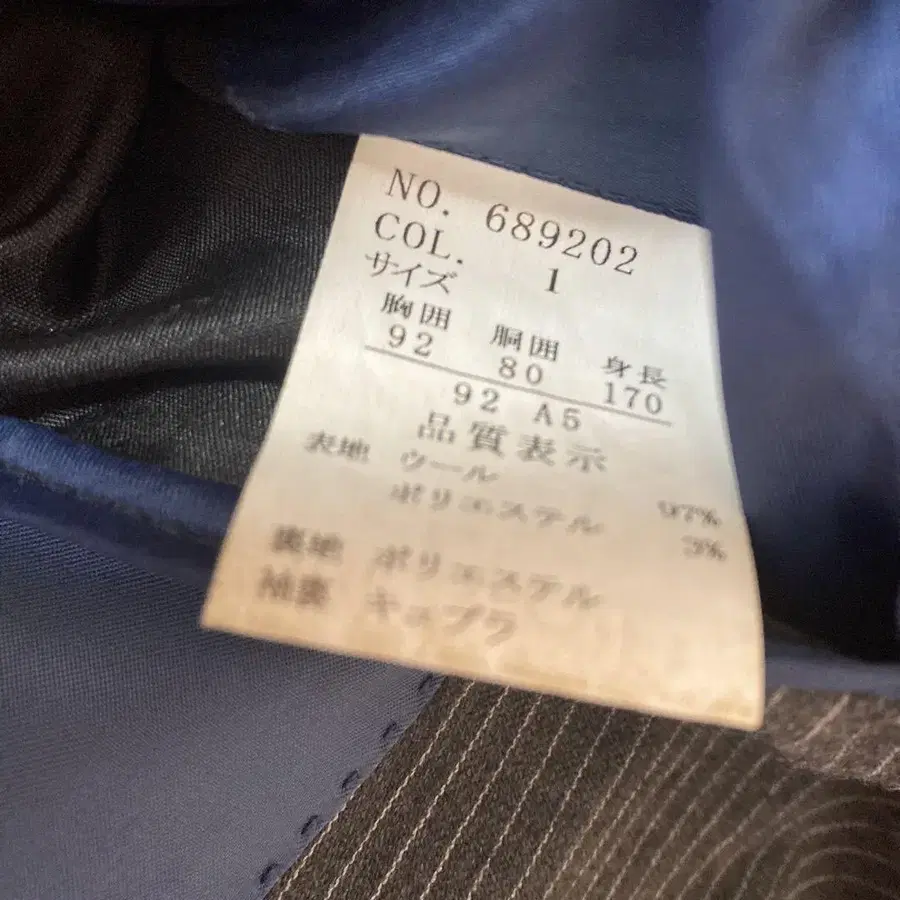 NO. 689202
COL. 1
サイズ
胸囲 胴囲 身長
92 80 170
92 A5
品質表示
表地 ウール 97%
ポリエステル 3%
裏地 ポリエステル
袖裏 キュプラ